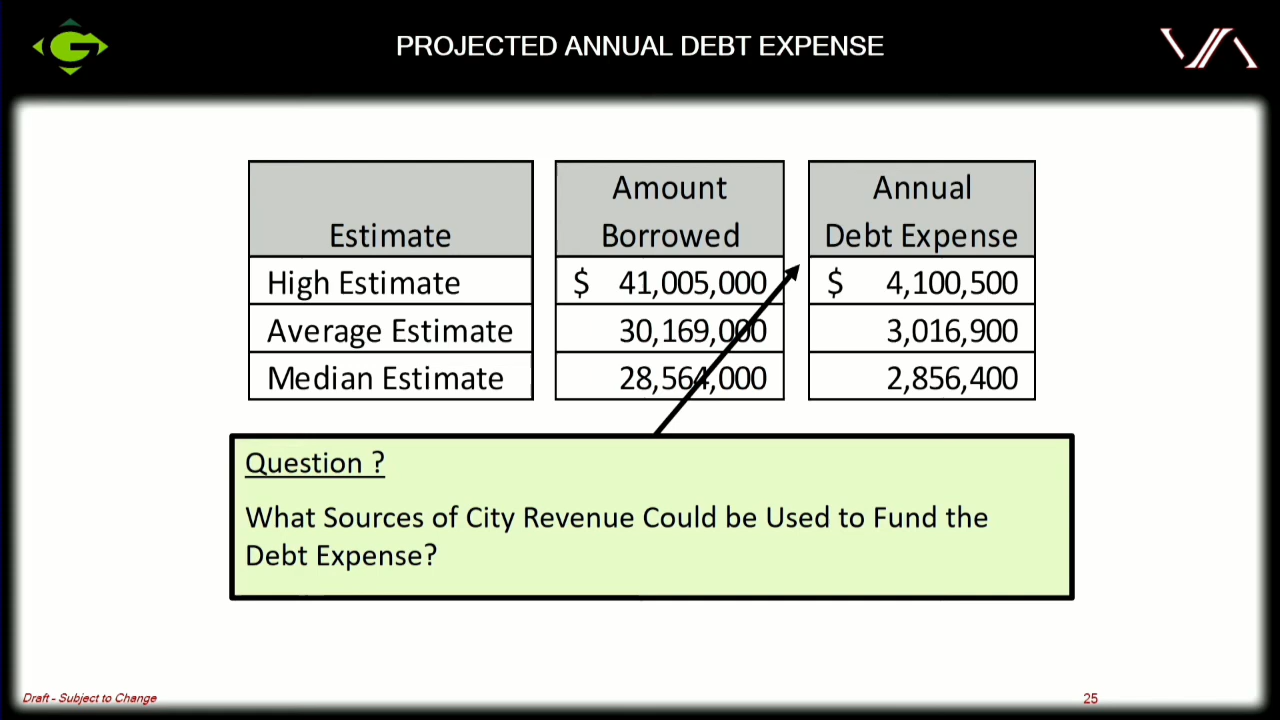 PROJECTED ANNUAL DEBT EXPENSE
Estimate Amount Borrowed Annual Debt Expense
High Estimate $ 41,005,000 $ 4,100,500
Average Estimate 30,169,000 3,016,900
Median Estimate 28,564,000 2,856,400
Question ?
What Sources of City Revenue Could be Used to Fund the
Debt Expense?
Draft - Subject to Change
25